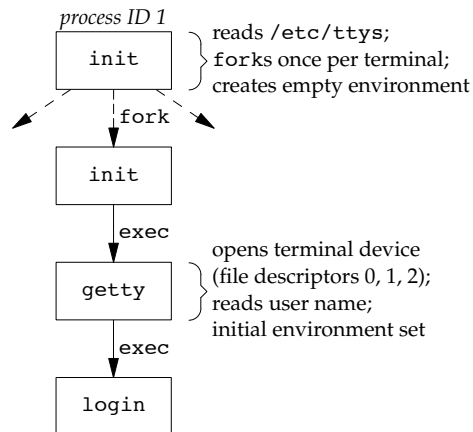 process ID 1
init
reads /etc/ttys;
forks once per terminal;
creates empty environment
fork
init
exec
getty
opens terminal device
(file descriptors 0, 1, 2);
reads user name;
initial environment set
exec
login